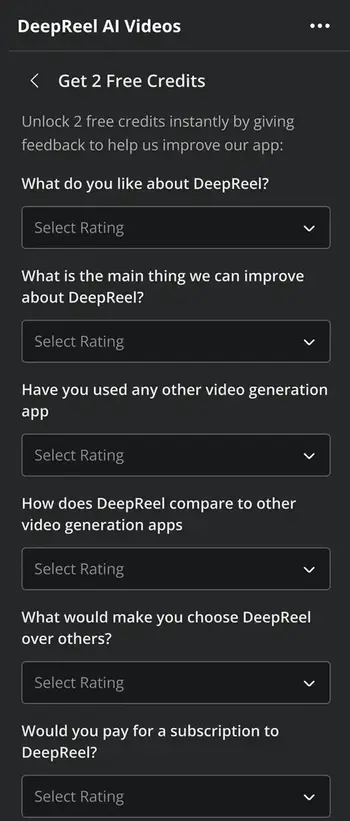 DeepReel AI Videos
Get 2 Free Credits
Unlock 2 free credits instantly by giving
feedback to help us improve our app:
What do you like about DeepReel?
Select Rating
What is the main thing we can improve
about DeepReel?
Select Rating
Have you used any other video generation
app
Select Rating
How does DeepReel compare to other
video generation apps
Select Rating
What would make you choose DeepReel
over others?
Select Rating
Would you pay for a subscription to
DeepReel?
Select Rating